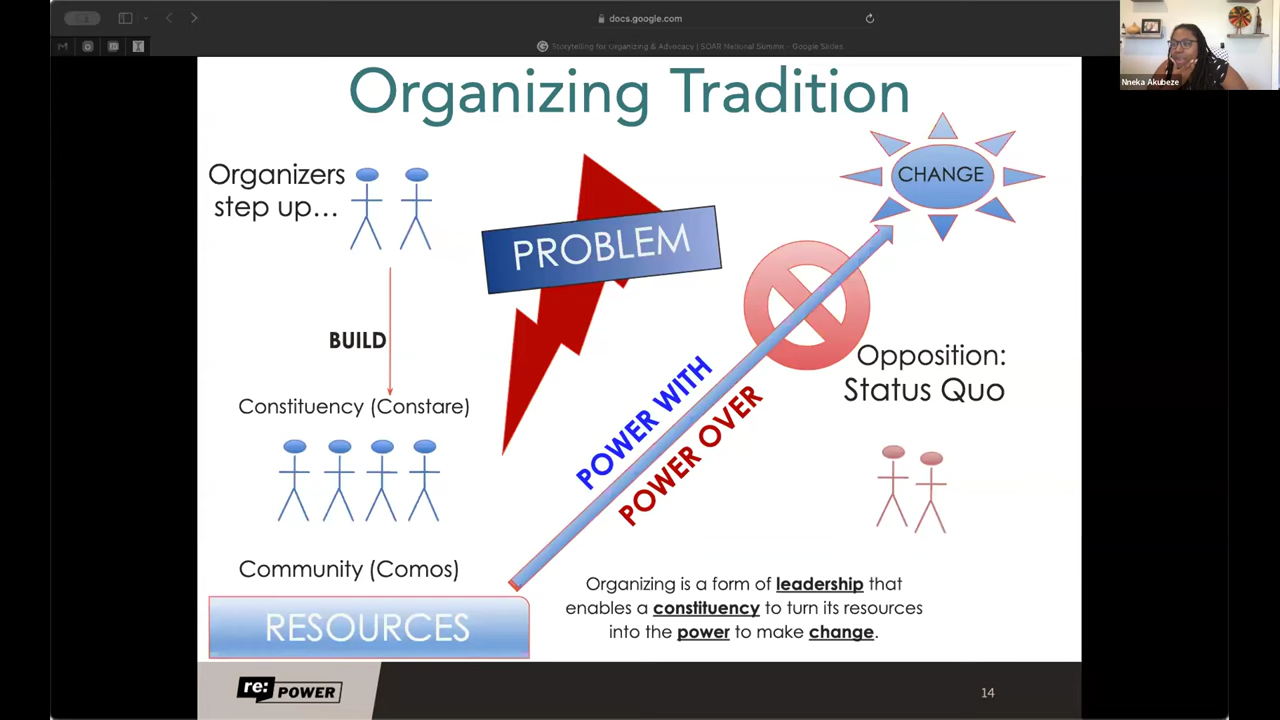 docs.google.com
Storytelling for Organizing & Advocacy | SOAR National Summit - Google Slides
Nneka Akubeze
Organizing Tradition
Organizers
step up...
PROBLEM
CHANGE
BUILD
Constituency (Constare)
POWER WITH
POWER OVER
Opposition:
Status Quo
Community (Comos)
RESOURCES
Organizing is a form of leadership that
enables a constituency to turn its resources
into the power to make change.
re:
POWER
14